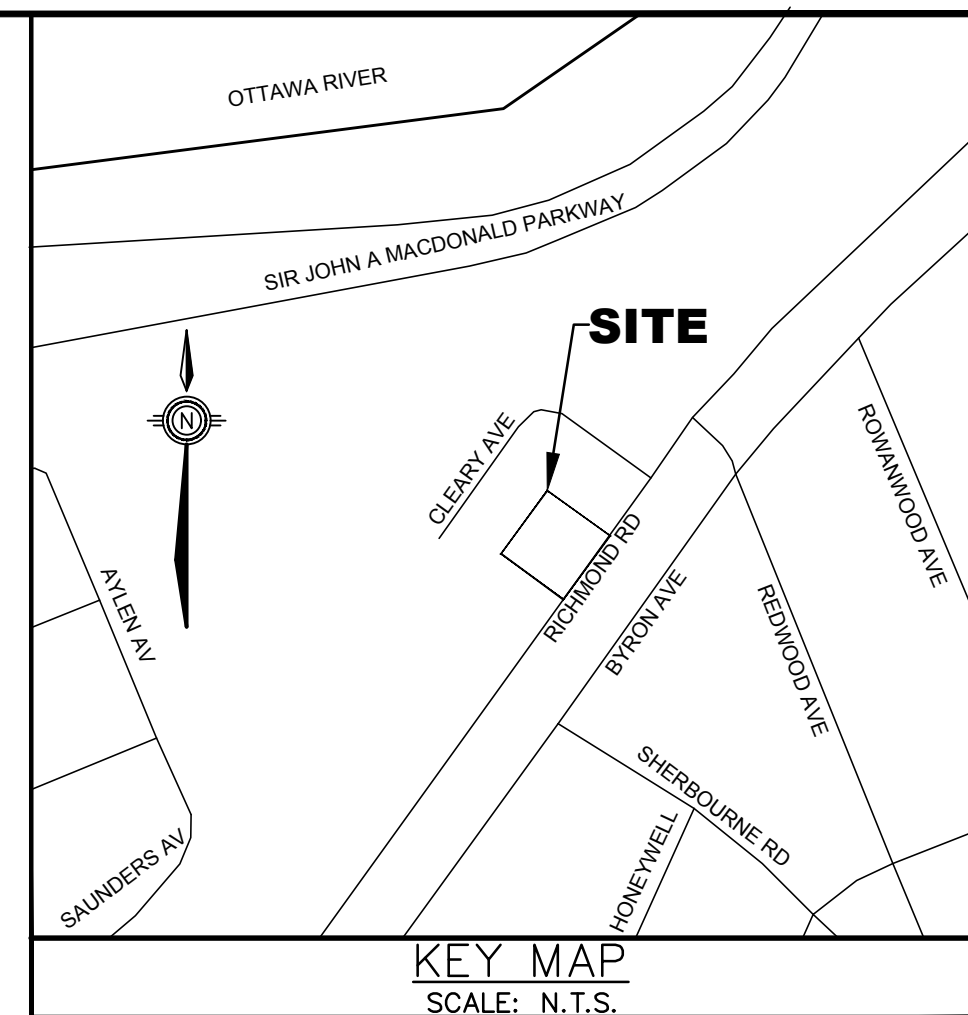 OTTAWA RIVER
SIR JOHN A MACDONALD PARKWAY
SITE
N
CLEARY AVE
ROWANWOOD AVE
RICHMOND RD
BYRON AVE
REDWOOD AVE
AYLEN AV
SHERBOURNE RD
HONEYWELL
SAUNDERS AV
KEY MAP
SCALE: N.T.S.